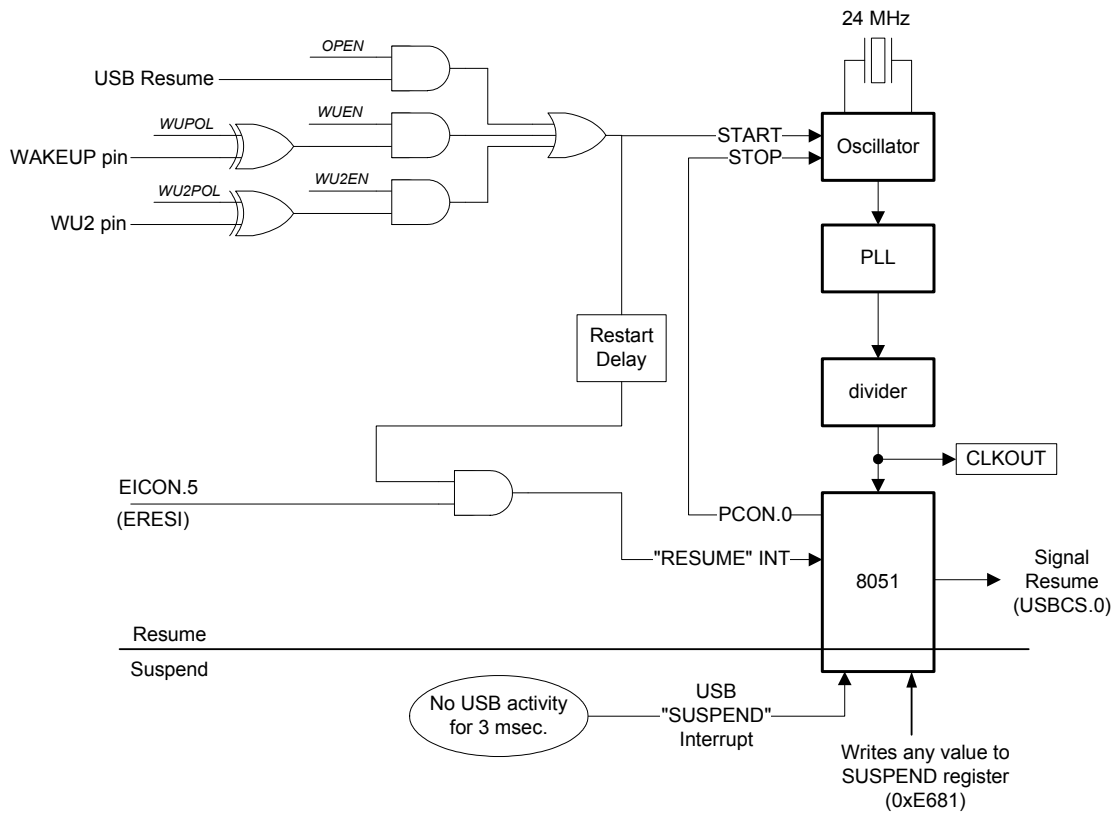 24 MHz
OPEN
USB Resume
WUPOL
WUEN
WAKEUP pin
WU2POL
WU2EN
WU2 pin
START
STOP
Oscillator
PLL
Restart
Delay
divider
CLKOUT
EICON.5
(ERESI)
PCON.0
"RESUME" INT
8051
Signal
Resume
(USBCS.0)
Resume
Suspend
No USB activity
for 3 msec.
USB
"SUSPEND"
Interrupt
Writes any value to
SUSPEND register
(0xE681)